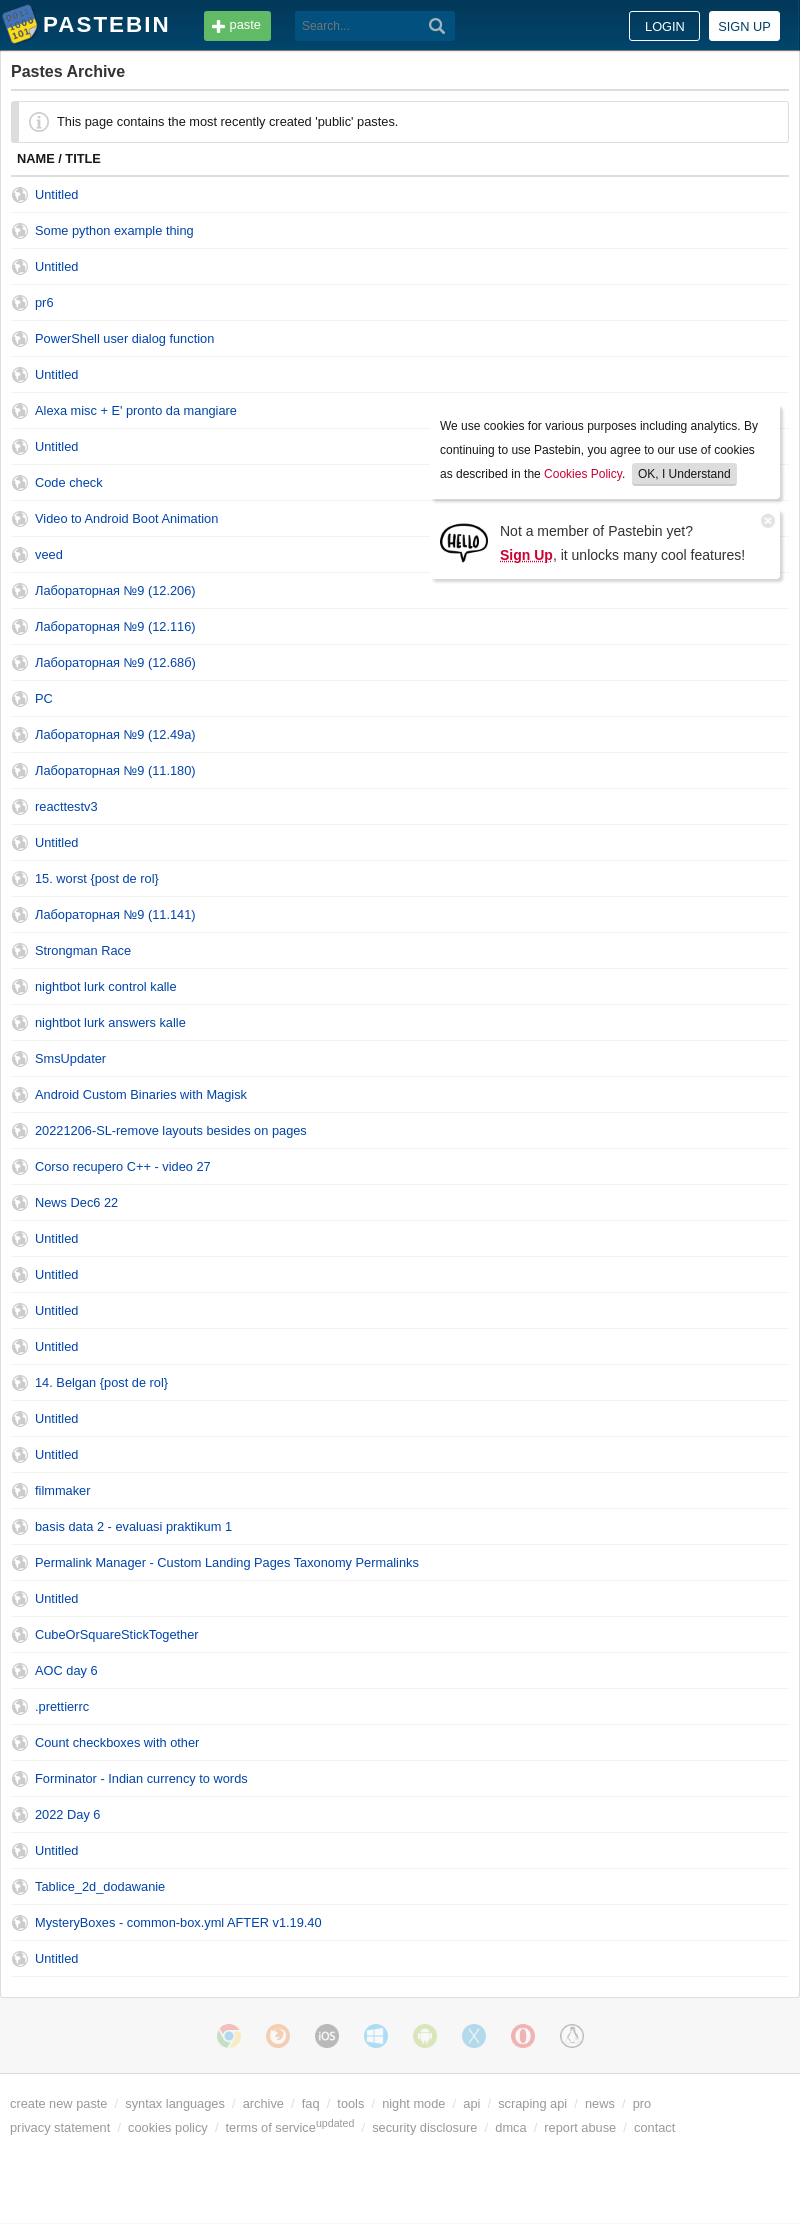 PASTEBIN
paste
Search...
LOGIN
SIGN UP
Pastes Archive
This page contains the most recently created 'public' pastes.
NAME / TITLE
Untitled
Some python example thing
Untitled
pr6
PowerShell user dialog function
Untitled
Alexa misc + E' pronto da mangiare
Untitled
Code check
Video to Android Boot Animation
veed
We use cookies for various purposes including analytics. By
continuing to use Pastebin, you agree to our use of cookies
as described in the Cookies Policy. OK, I Understand
HELLO
Not a member of Pastebin yet?
Sign Up, it unlocks many cool features!
Лабораторная №9 (12.206)
Лабораторная №9 (12.116)
Лабораторная №9 (12.68б)
PC
Лабораторная №9 (12.49а)
Лабораторная №9 (11.180)
reacttestv3
Untitled
15. worst {post de rol}
Лабораторная №9 (11.141)
Strongman Race
nightbot lurk control kalle
nightbot lurk answers kalle
SmsUpdater
Android Custom Binaries with Magisk
20221206-SL-remove layouts besides on pages
Corso recupero C++ - video 27
News Dec6 22
Untitled
Untitled
Untitled
Untitled
14. Belgan {post de rol}
Untitled
Untitled
filmmaker
basis data 2 - evaluasi praktikum 1
Permalink Manager - Custom Landing Pages Taxonomy Permalinks
Untitled
CubeOrSquareStickTogether
AOC day 6
.prettierrc
Count checkboxes with other
Forminator - Indian currency to words
2022 Day 6
Untitled
Tablice_2d_dodawanie
MysteryBoxes - common-box.yml AFTER v1.19.40
Untitled
iOS
create new paste / syntax languages / archive / faq / tools / night mode / api / scraping api / news / pro
privacy statement / cookies policy / terms of service updated / security disclosure / dmca / report abuse / contact